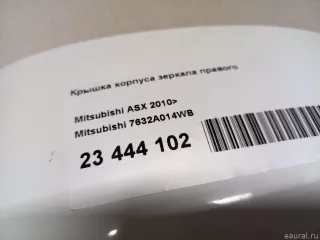 Крышка корпуса зеркала правого
Mitsubishi ASX 2010>
Mitsubishi 7632A014WB
23 444 102
eaural.ru